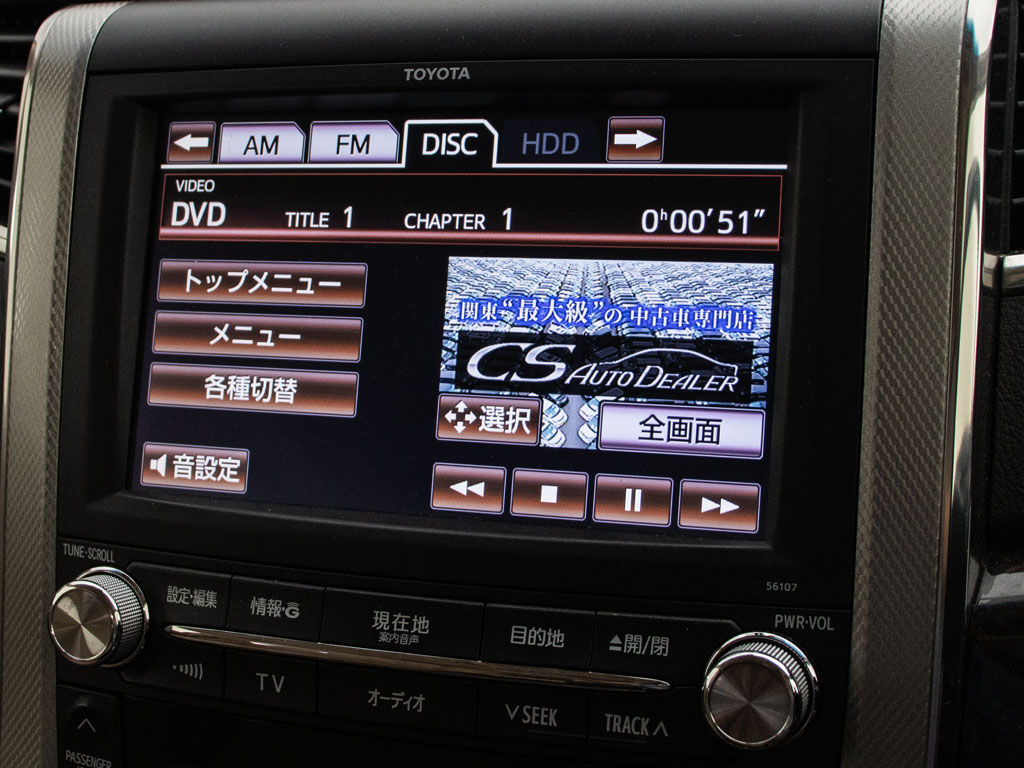 TOYOTA
AM FM DISC HDD
VIDEO
DVD TITLE 1 CHAPTER 1 0h00'51"
トップメニュー
メニュー
各種切替
関東“最大級”の中古車専門店
CS AUTO DEALER
選択 全画面
音設定
56107
TUNE·SCROLL
PWR·VOL
設定·編集 情報·G 現在地 目的地 開/閉
案内音声
TV オーディオ SEEK TRACK
PASSENGER